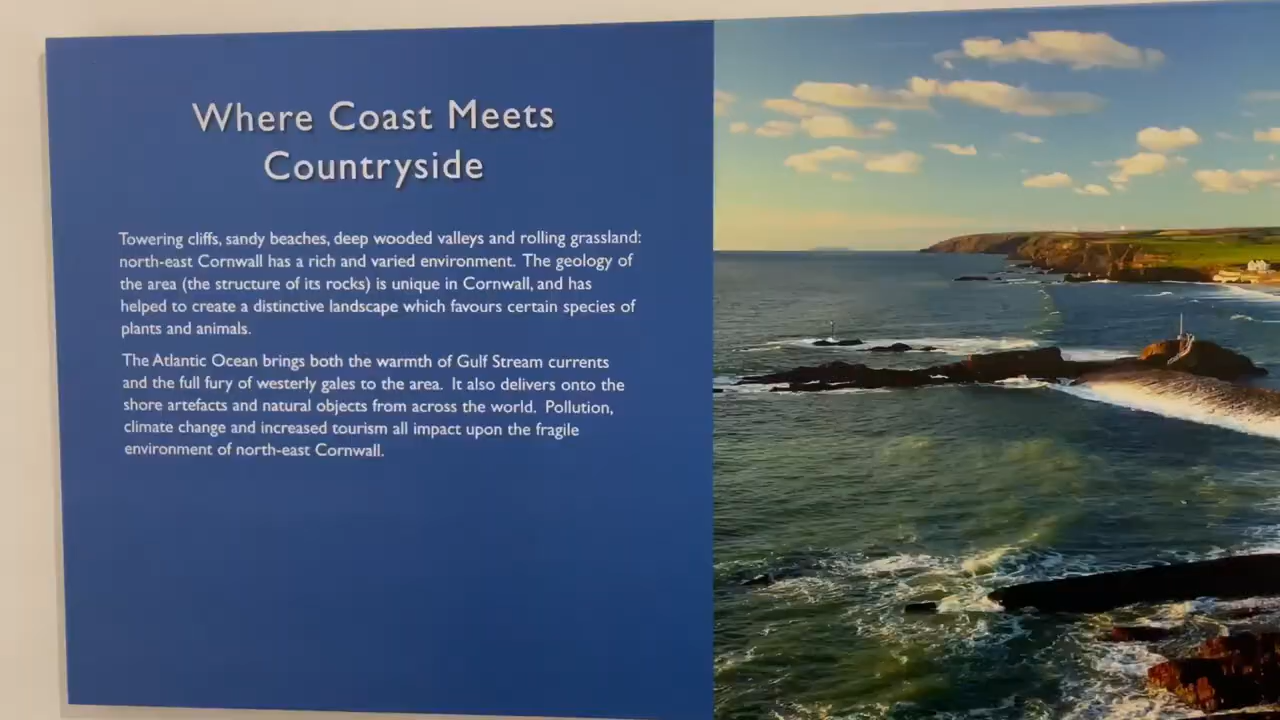 Where Coast Meets
Countryside
Towering cliffs, sandy beaches, deep wooded valleys and rolling grassland:
north-east Cornwall has a rich and varied environment. The geology of
the area (the structure of its rocks) is unique in Cornwall, and has
helped to create a distinctive landscape which favours certain species of
plants and animals.
The Atlantic Ocean brings both the warmth of Gulf Stream currents
and the full fury of westerly gales to the area. It also delivers onto the
shore artefacts and natural objects from across the world. Pollution,
climate change and increased tourism all impact upon the fragile
environment of north-east Cornwall.